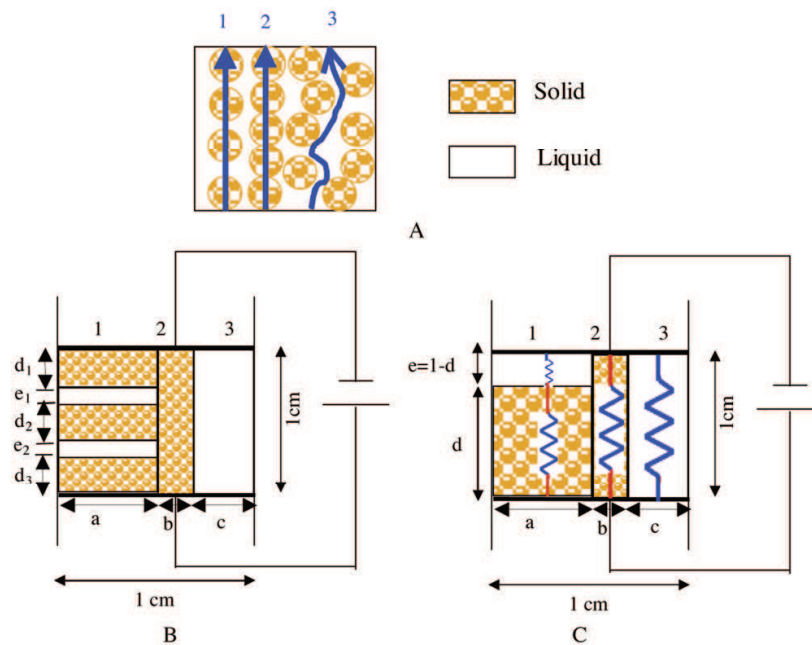 1 2 3
Solid
Liquid
A
1 2 3
d₁
e₁
d₂
e₂
d₃
1cm
a b c
1 cm
B
1 2 3
e=1-d
d
1cm
a b c
1 cm
C